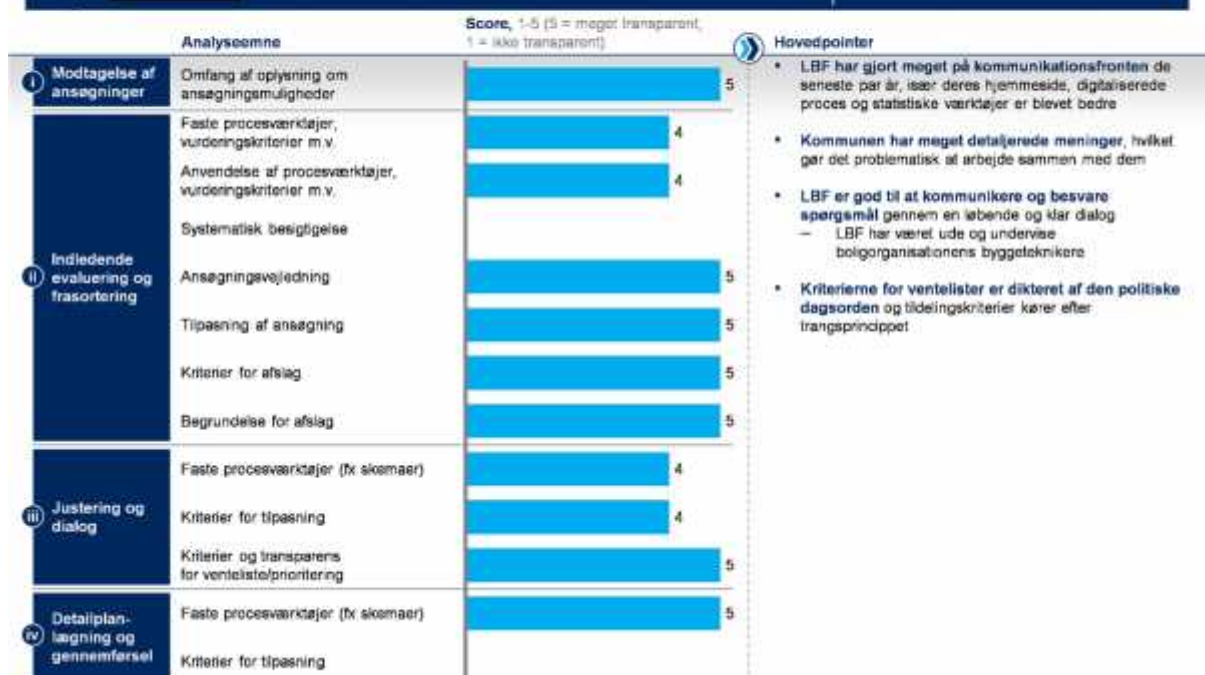 Analyseemne
Score, 1-5 (5 = meget transparent,
1 = ikke transparent)
Hovedpointer
i
Modtagelse af
ansøgninger
Omfang af oplysning om
ansøgningsmuligheder
5
ii
Indledende
evaluering og
frasortering
Faste procesværktøjer,
vurderingskriterier m.v.
4
Anvendelse af procesværktøjer,
vurderingskriterier m.v.
4
Systematisk besigtigelse
Ansøgningsvejledning
5
Tilpasning af ansøgning
5
Kriterier for afslag
5
Begrundelse for afslag
5
iii
Justering og
dialog
Faste procesværktøjer (fx skemaer)
4
Kriterier for tilpasning
4
Kriterier og transparens
for venteliste/prioritering
5
iv
Detailplan-
lægning og
gennemførsel
Faste procesværktøjer (fx skemaer)
5
Kriterier for tilpasning
• LBF har gjort meget på kommunikationsfronten de
seneste par år, især deres hjemmeside, digitaliserede
proces og statistiske værktøjer er blevet bedre
• Kommunen har meget detaljerede meninger, hvilket
gør det problematisk at arbejde sammen med dem
• LBF er god til at kommunikere og besvare
spørgsmål gennem en løbende og klar dialog
– LBF har været ude og undervise
boligorganisationens byggeteknikere
• Kriterierne for ventelister er dikteret af den politiske
dagsorden og tildelingskriterier kører efter
trangsprincippet